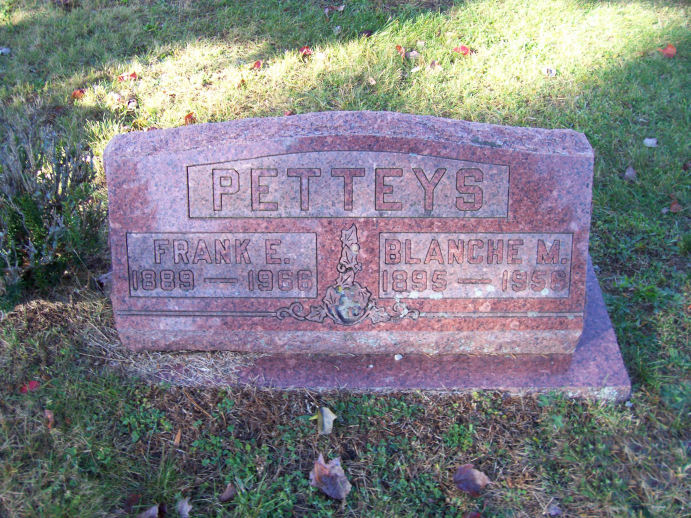 PETTEYS
FRANK E.
1889 — 1966
BLANCHE M.
1895 — 1956